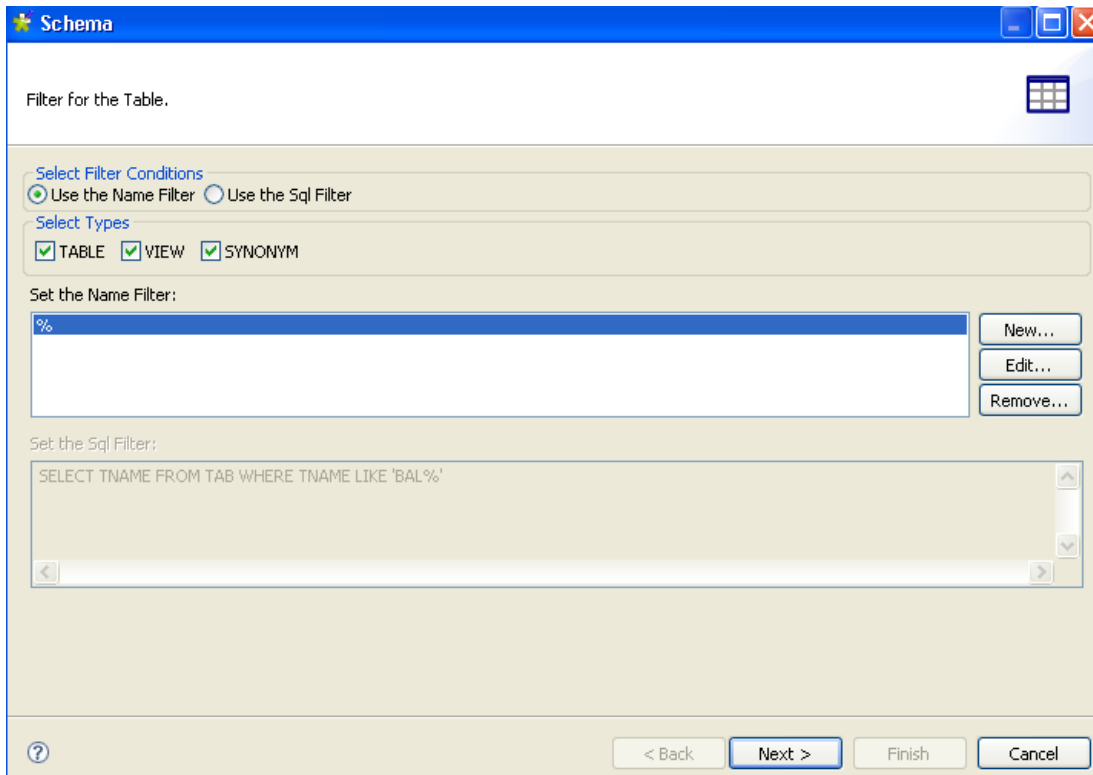 Schema
Filter for the Table.
Select Filter Conditions
Use the Name Filter Use the Sql Filter
Select Types
TABLE VIEW SYNONYM
Set the Name Filter:
%
New...
Edit...
Remove...
Set the Sql Filter:
SELECT TNAME FROM TAB WHERE TNAME LIKE 'BAL%'
< Back Next > Finish Cancel